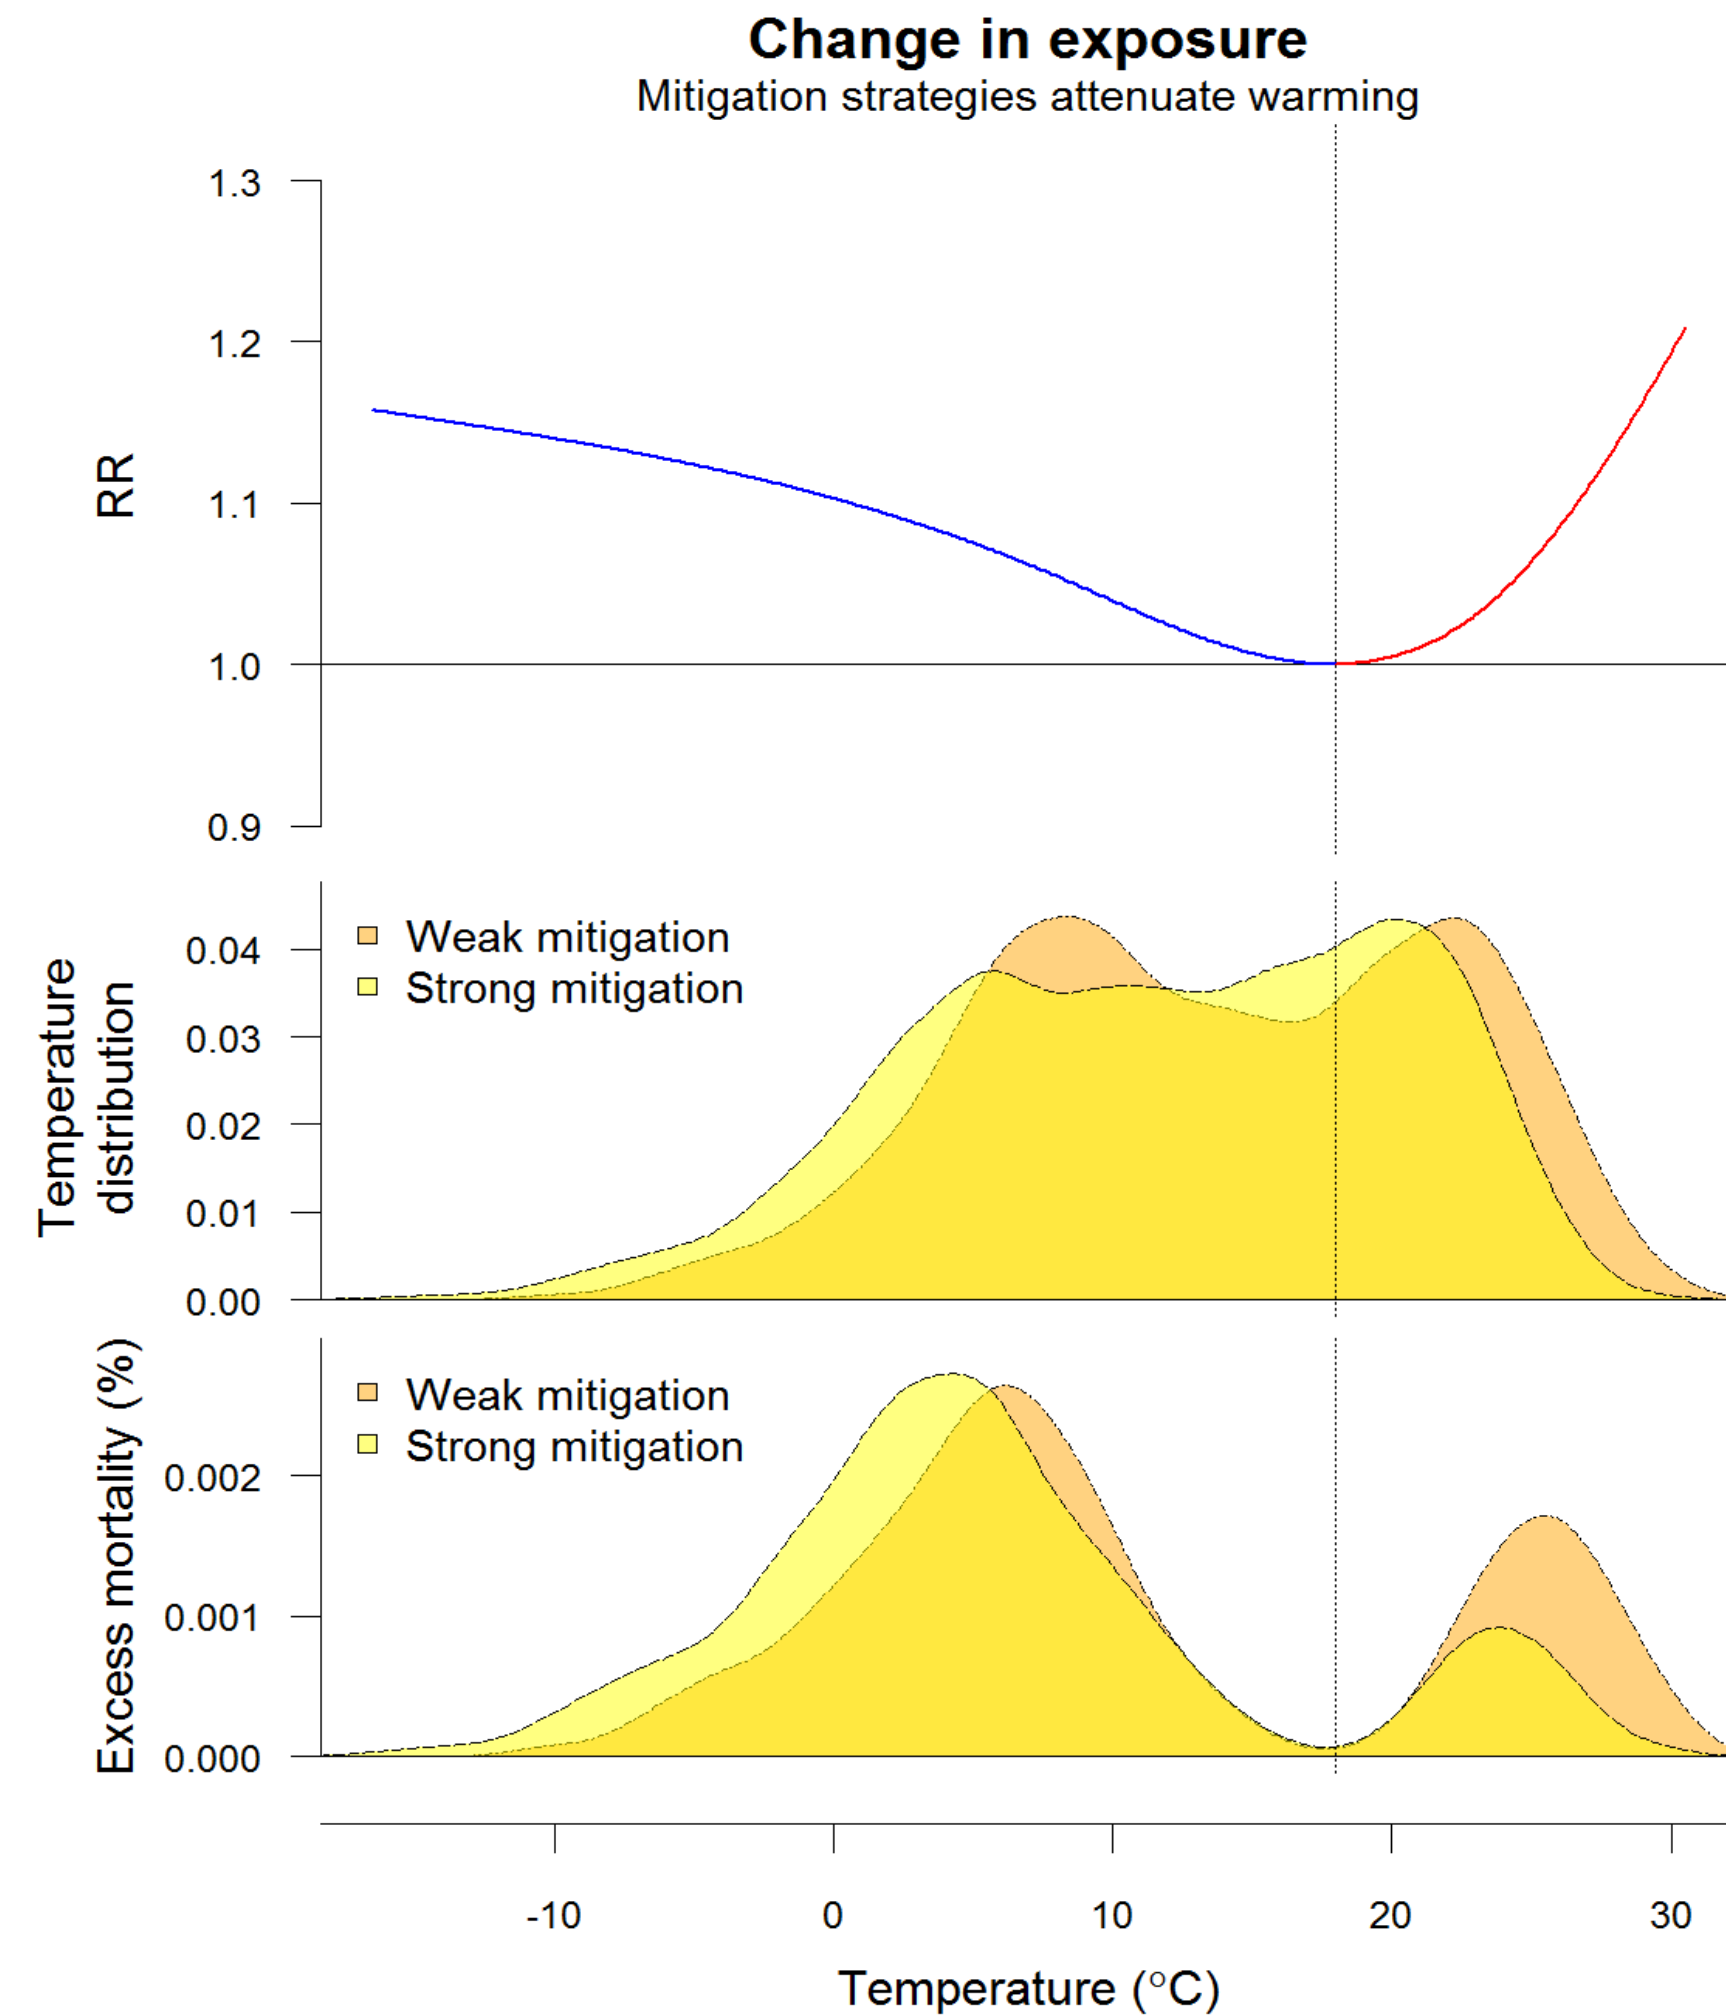 Change in exposure
Mitigation strategies attenuate warming
1.3
1.2
1.1
1.0
0.9
RR
Weak mitigation
Strong mitigation
0.04
0.03
0.02
0.01
0.00
Temperature
distribution
Weak mitigation
Strong mitigation
0.002
0.001
0.000
Excess mortality (%)
-10 0 10 20 30
Temperature (°C)